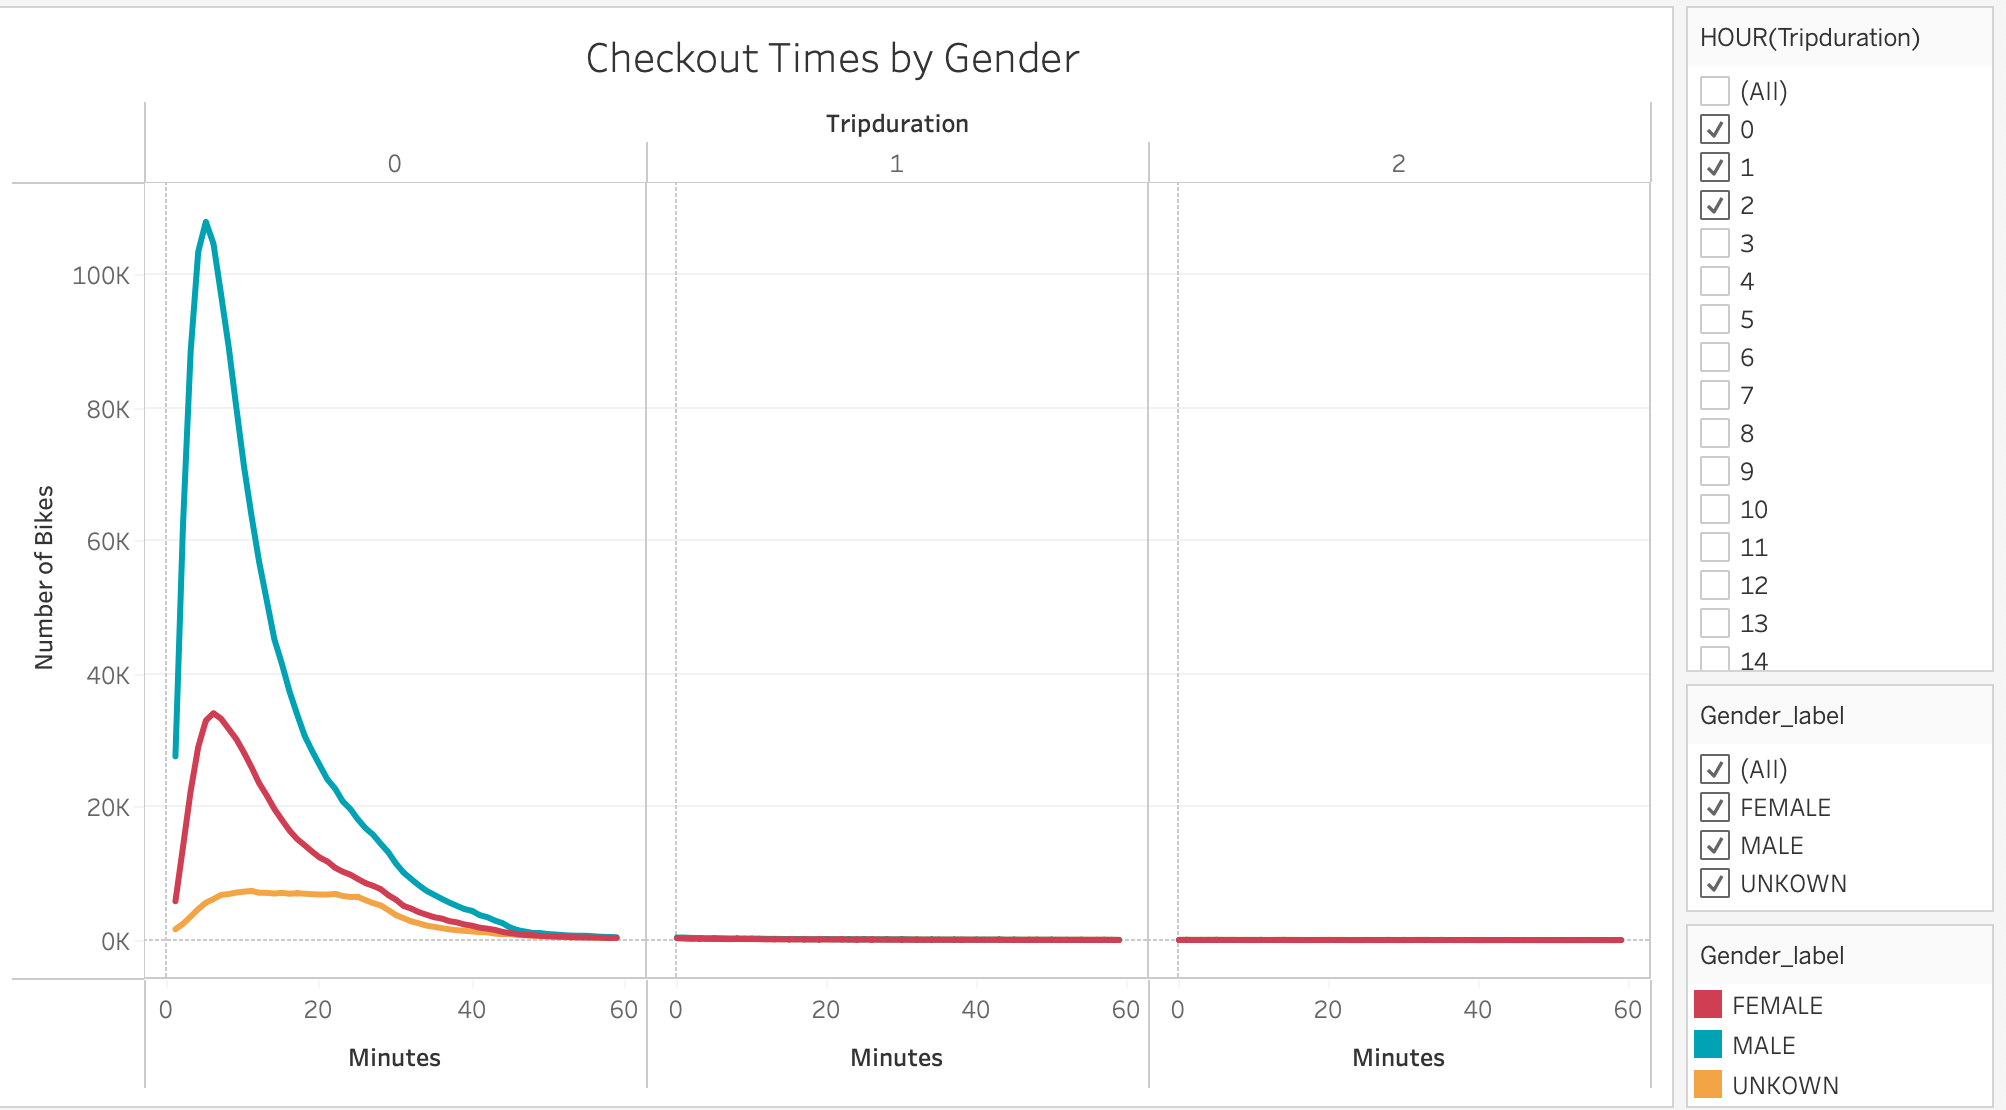 Checkout Times by Gender
Tripduration
0 1 2
100K
80K
60K
40K
20K
0K
Number of Bikes
0 20 40 60 0 20 40 60 0 20 40 60
Minutes Minutes Minutes
HOUR(Tripduration)
(All)
0
1
2
3
4
5
6
7
8
9
10
11
12
13
14
Gender_label
(All)
FEMALE
MALE
UNKOWN
Gender_label
FEMALE
MALE
UNKOWN